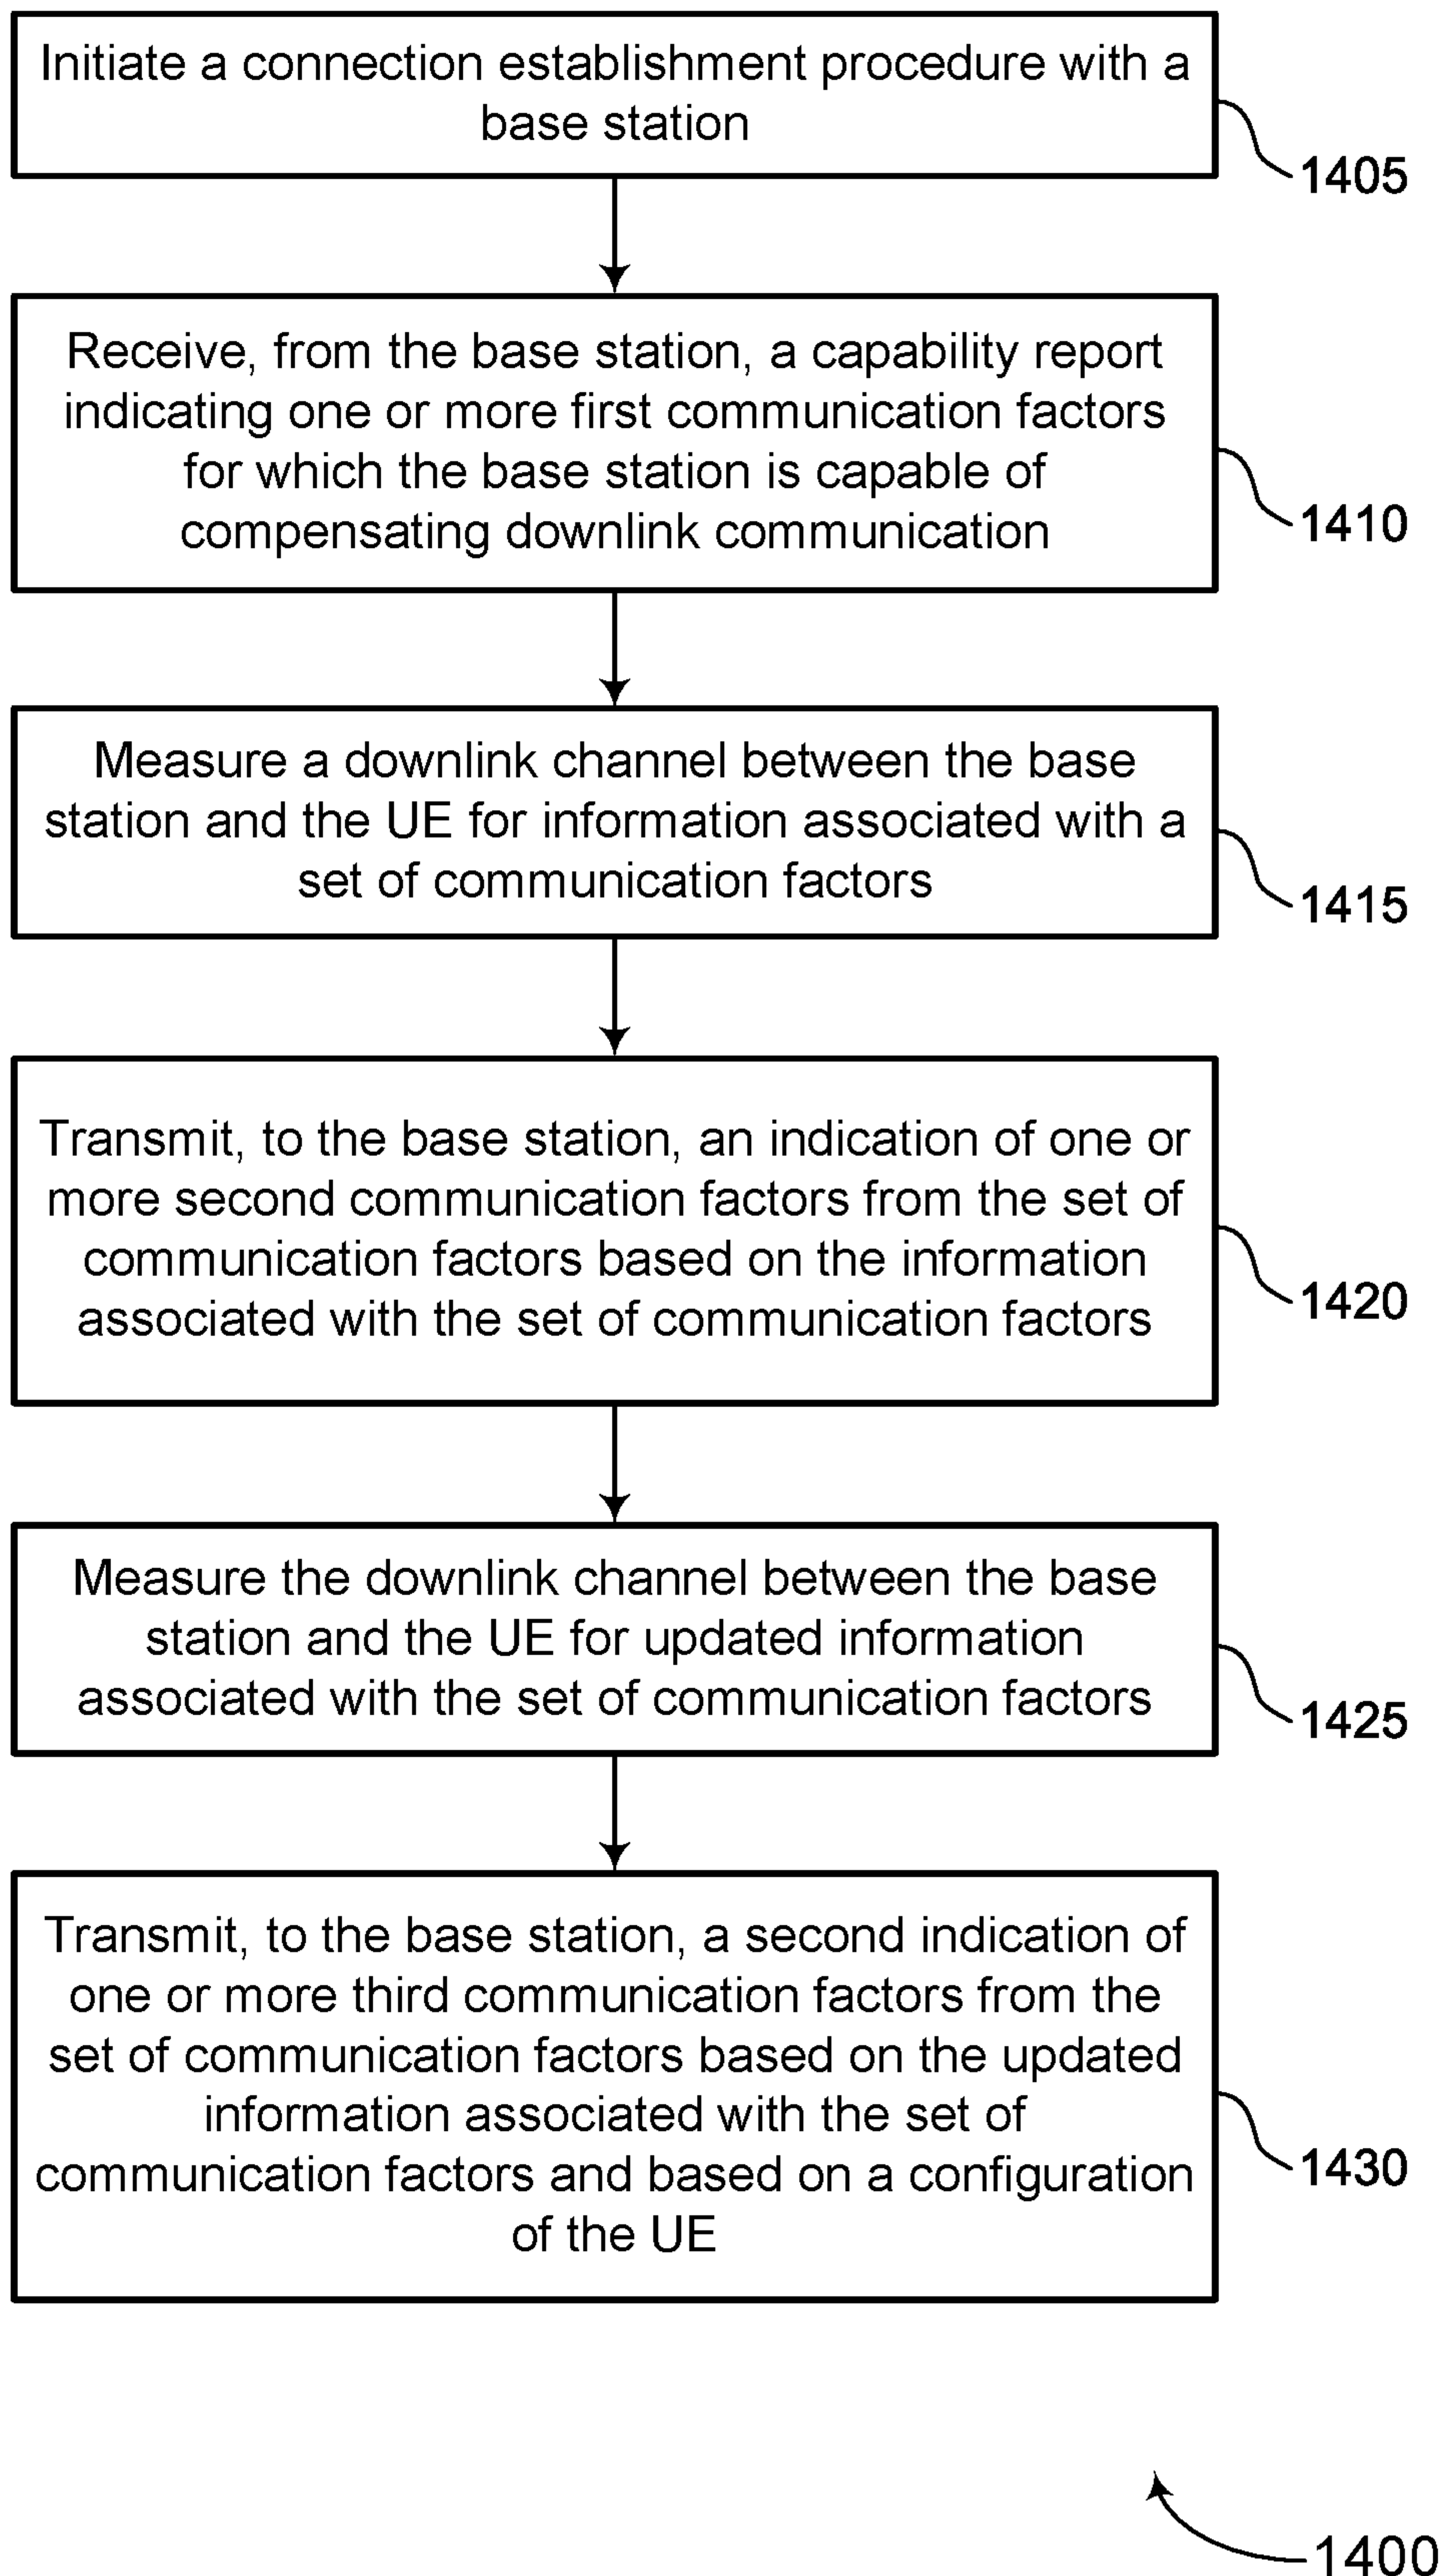 Initiate a connection establishment procedure with a
base station
1405
Receive, from the base station, a capability report
indicating one or more first communication factors
for which the base station is capable of
compensating downlink communication
1410
Measure a downlink channel between the base
station and the UE for information associated with a
set of communication factors
1415
Transmit, to the base station, an indication of one or
more second communication factors from the set of
communication factors based on the information
associated with the set of communication factors
1420
Measure the downlink channel between the base
station and the UE for updated information
associated with the set of communication factors
1425
Transmit, to the base station, a second indication of
one or more third communication factors from the
set of communication factors based on the updated
information associated with the set of
communication factors and based on a configuration
of the UE
1430
1400